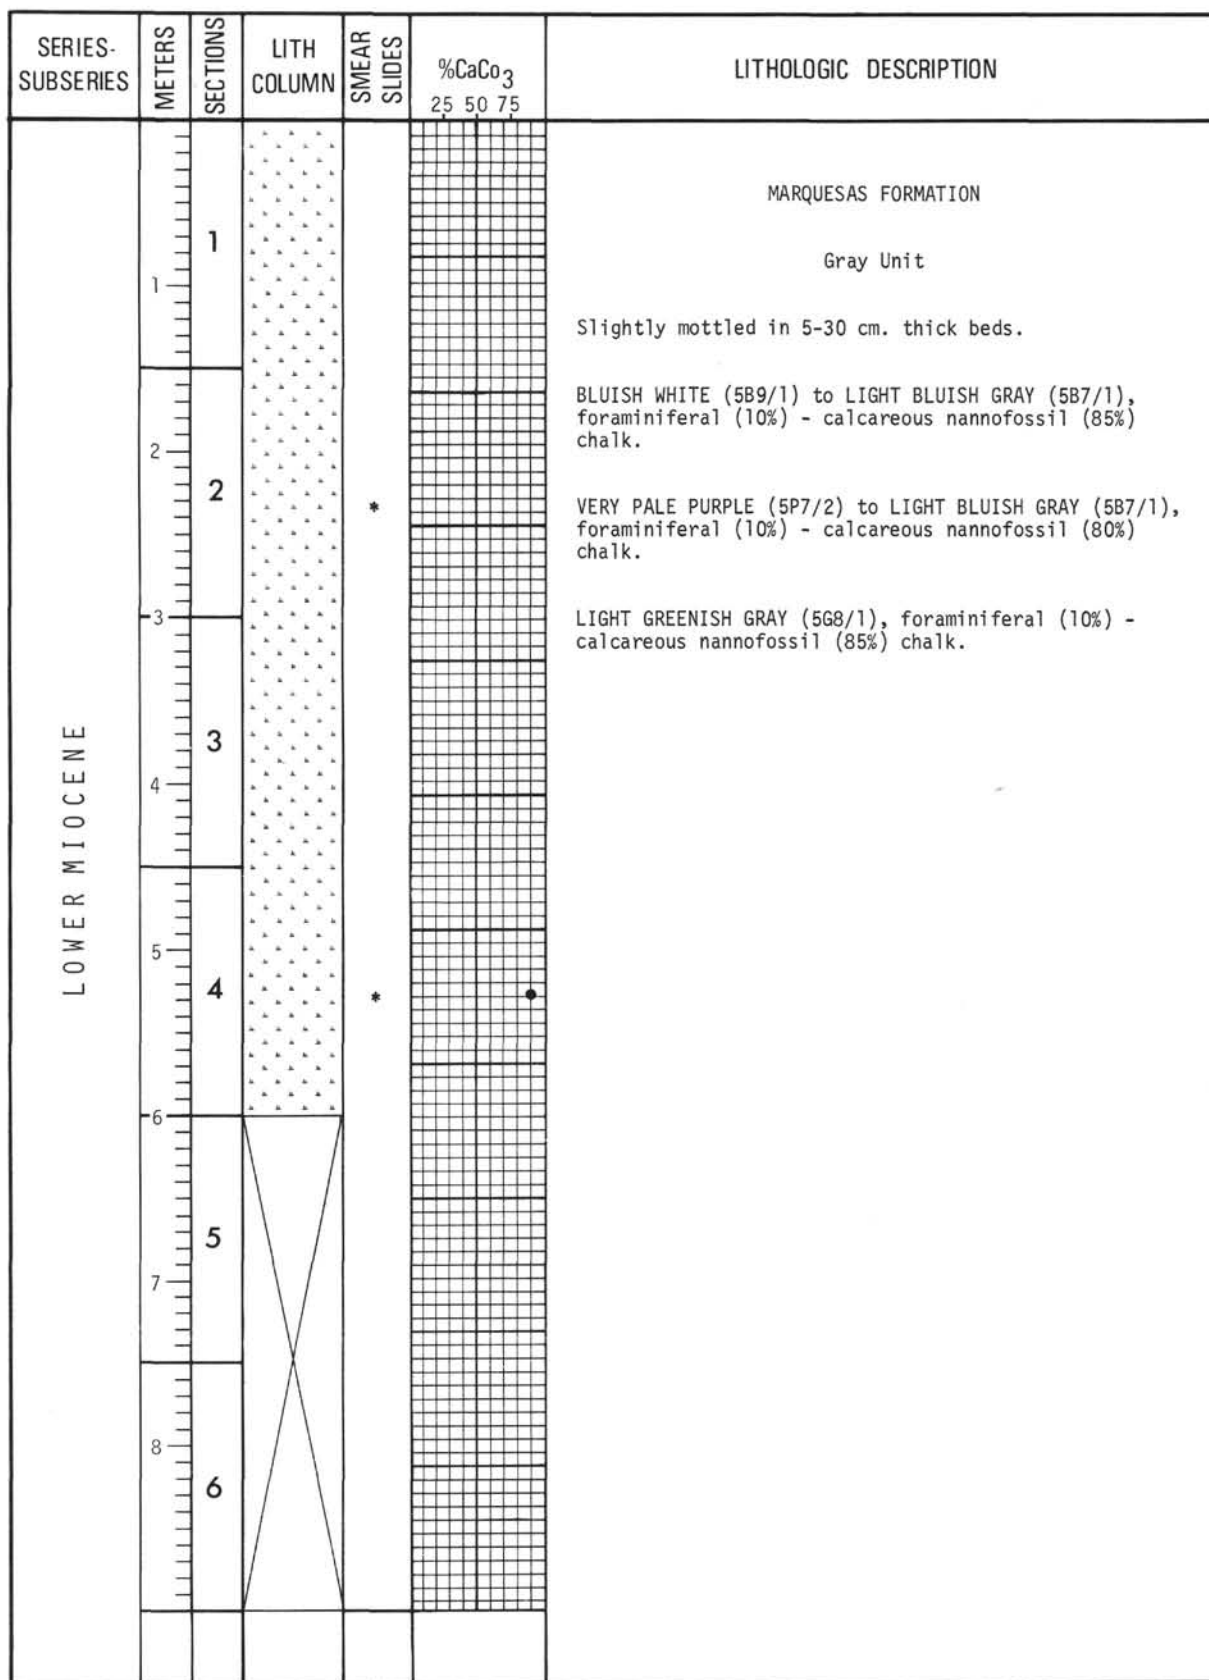 SERIES-
SUBSERIES
METERS
SECTIONS
LITH
COLUMN
SMEAR
SLIDES
%CaCo3
25 50 75
LITHOLOGIC DESCRIPTION
LOWER MIOCENE
1
2
3
4
5
6
7
8
1
2
3
4
5
6
*
*
MARQUESAS FORMATION
Gray Unit
Slightly mottled in 5-30 cm. thick beds.
BLUISH WHITE (5B9/1) to LIGHT BLUISH GRAY (5B7/1),
foraminiferal (10%) - calcareous nannofossil (85%)
chalk.
VERY PALE PURPLE (5P7/2) to LIGHT BLUISH GRAY (5B7/1),
foraminiferal (10%) - calcareous nannofossil (80%)
chalk.
LIGHT GREENISH GRAY (5G8/1), foraminiferal (10%) -
calcareous nannofossil (85%) chalk.